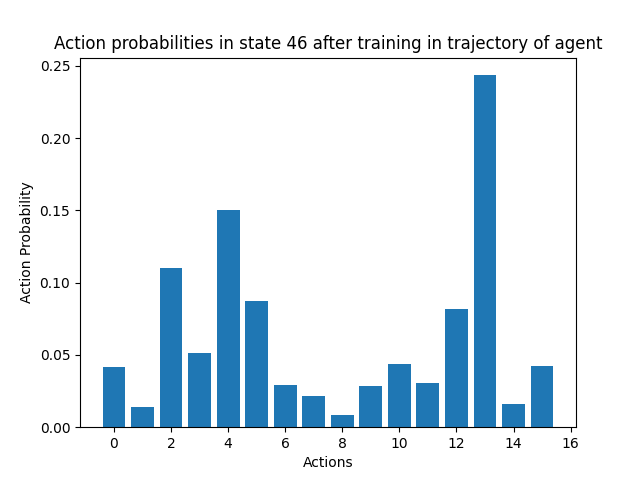 Action probabilities in state 46 after training in trajectory of agent
0.25
0.20
0.15
0.10
0.05
0.00
Action Probability
0 2 4 6 8 10 12 14 16
Actions